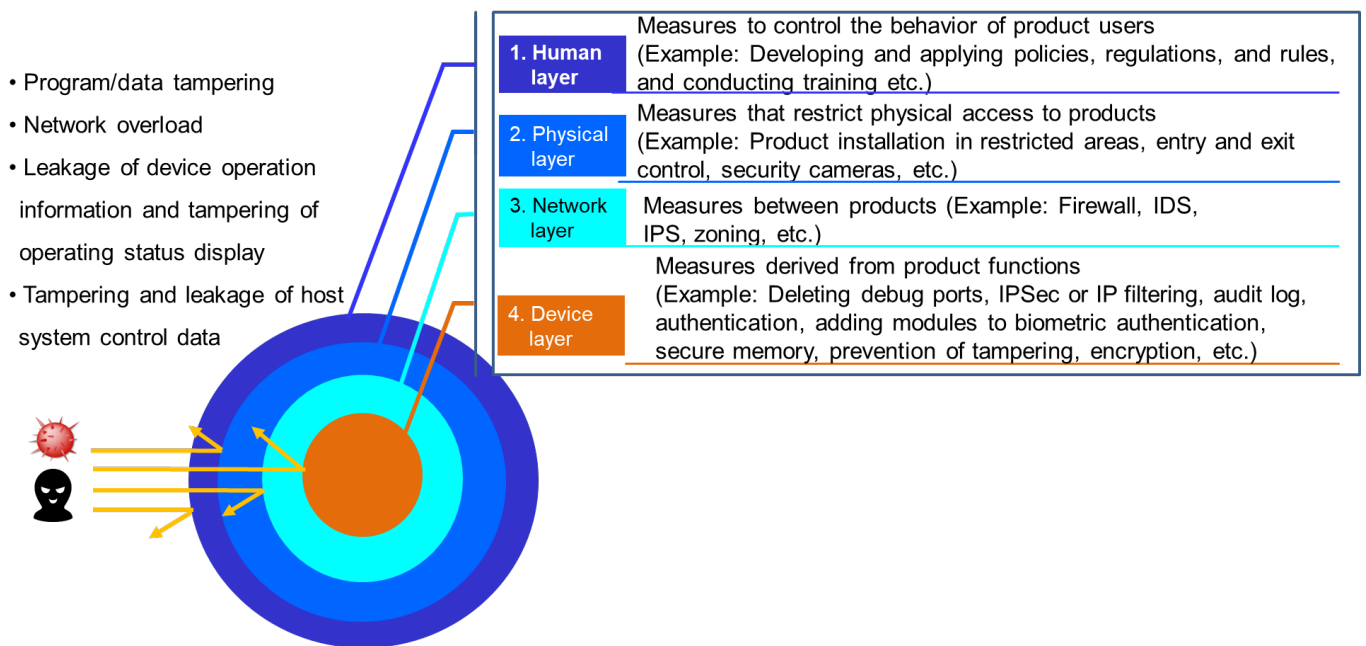 • Program/data tampering
• Network overload
• Leakage of device operation
information and tampering of
operating status display
• Tampering and leakage of host
system control data
1. Human
layer
Measures to control the behavior of product users
(Example: Developing and applying policies, regulations, and rules,
and conducting training etc.)
2. Physical
layer
Measures that restrict physical access to products
(Example: Product installation in restricted areas, entry and exit
control, security cameras, etc.)
3. Network
layer
Measures between products (Example: Firewall, IDS,
IPS, zoning, etc.)
4. Device
layer
Measures derived from product functions
(Example: Deleting debug ports, IPSec or IP filtering, audit log,
authentication, adding modules to biometric authentication,
secure memory, prevention of tampering, encryption, etc.)